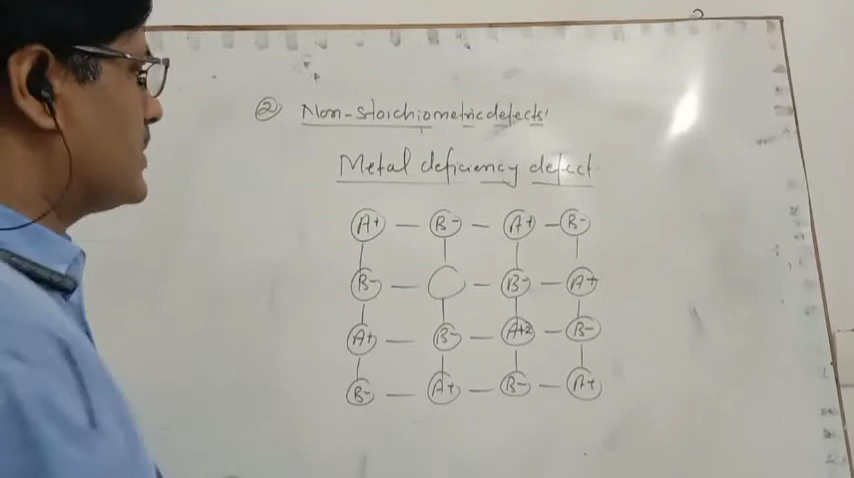 ② Non-stoichiometric defects'
Metal deficiency defect
A+ — B- — A+ — B-
B- — — B- — A+
A+ — B- — A+2 — B-
B- — A+ — B- — A+